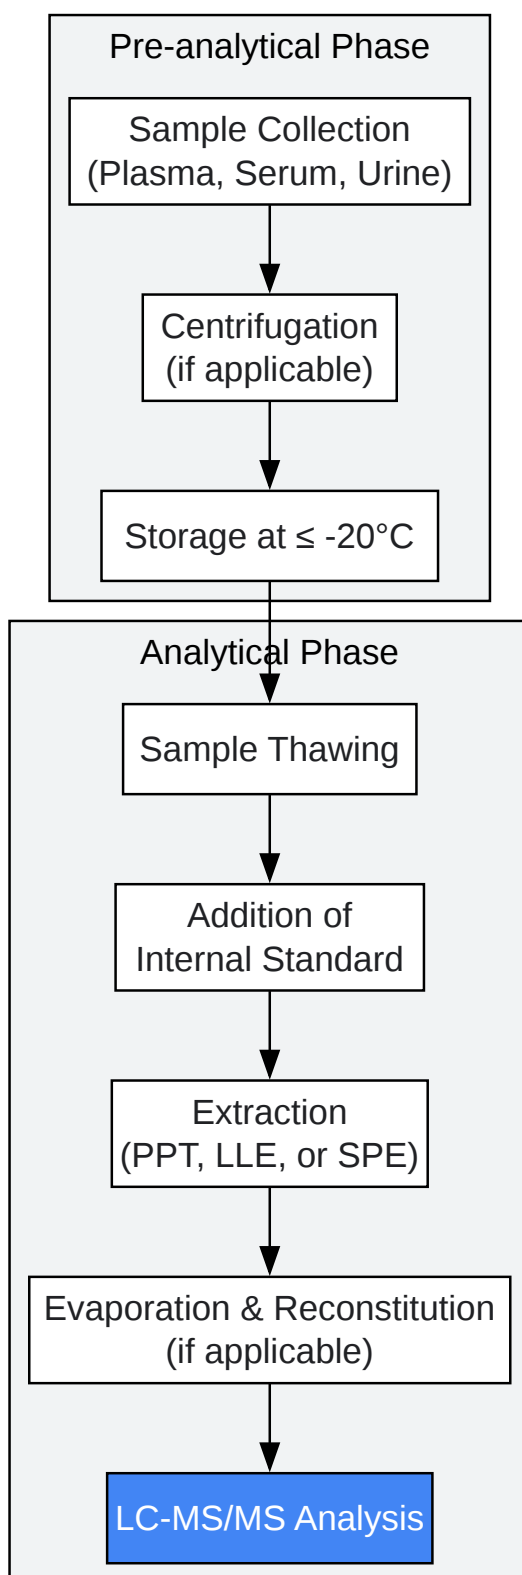 Pre-analytical Phase
Sample Collection
(Plasma, Serum, Urine)
Centrifugation
(if applicable)
Storage at ≤ -20°C
Analytical Phase
Sample Thawing
Addition of
Internal Standard
Extraction
(PPT, LLE, or SPE)
Evaporation & Reconstitution
(if applicable)
LC-MS/MS Analysis